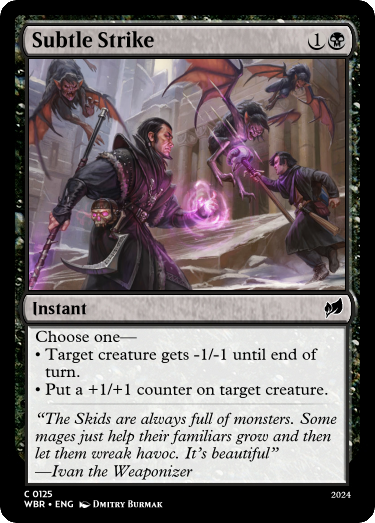 Subtle Strike 1
Instant
Choose one—
• Target creature gets -1/-1 until end of
turn.
• Put a +1/+1 counter on target creature.
“The Skids are always full of monsters. Some
mages just help their familiars grow and then
let them wreak havoc. It's beautiful”
—Ivan the Weaponizer
C 0125 2024
WBR • ENG Dmitry Burmak